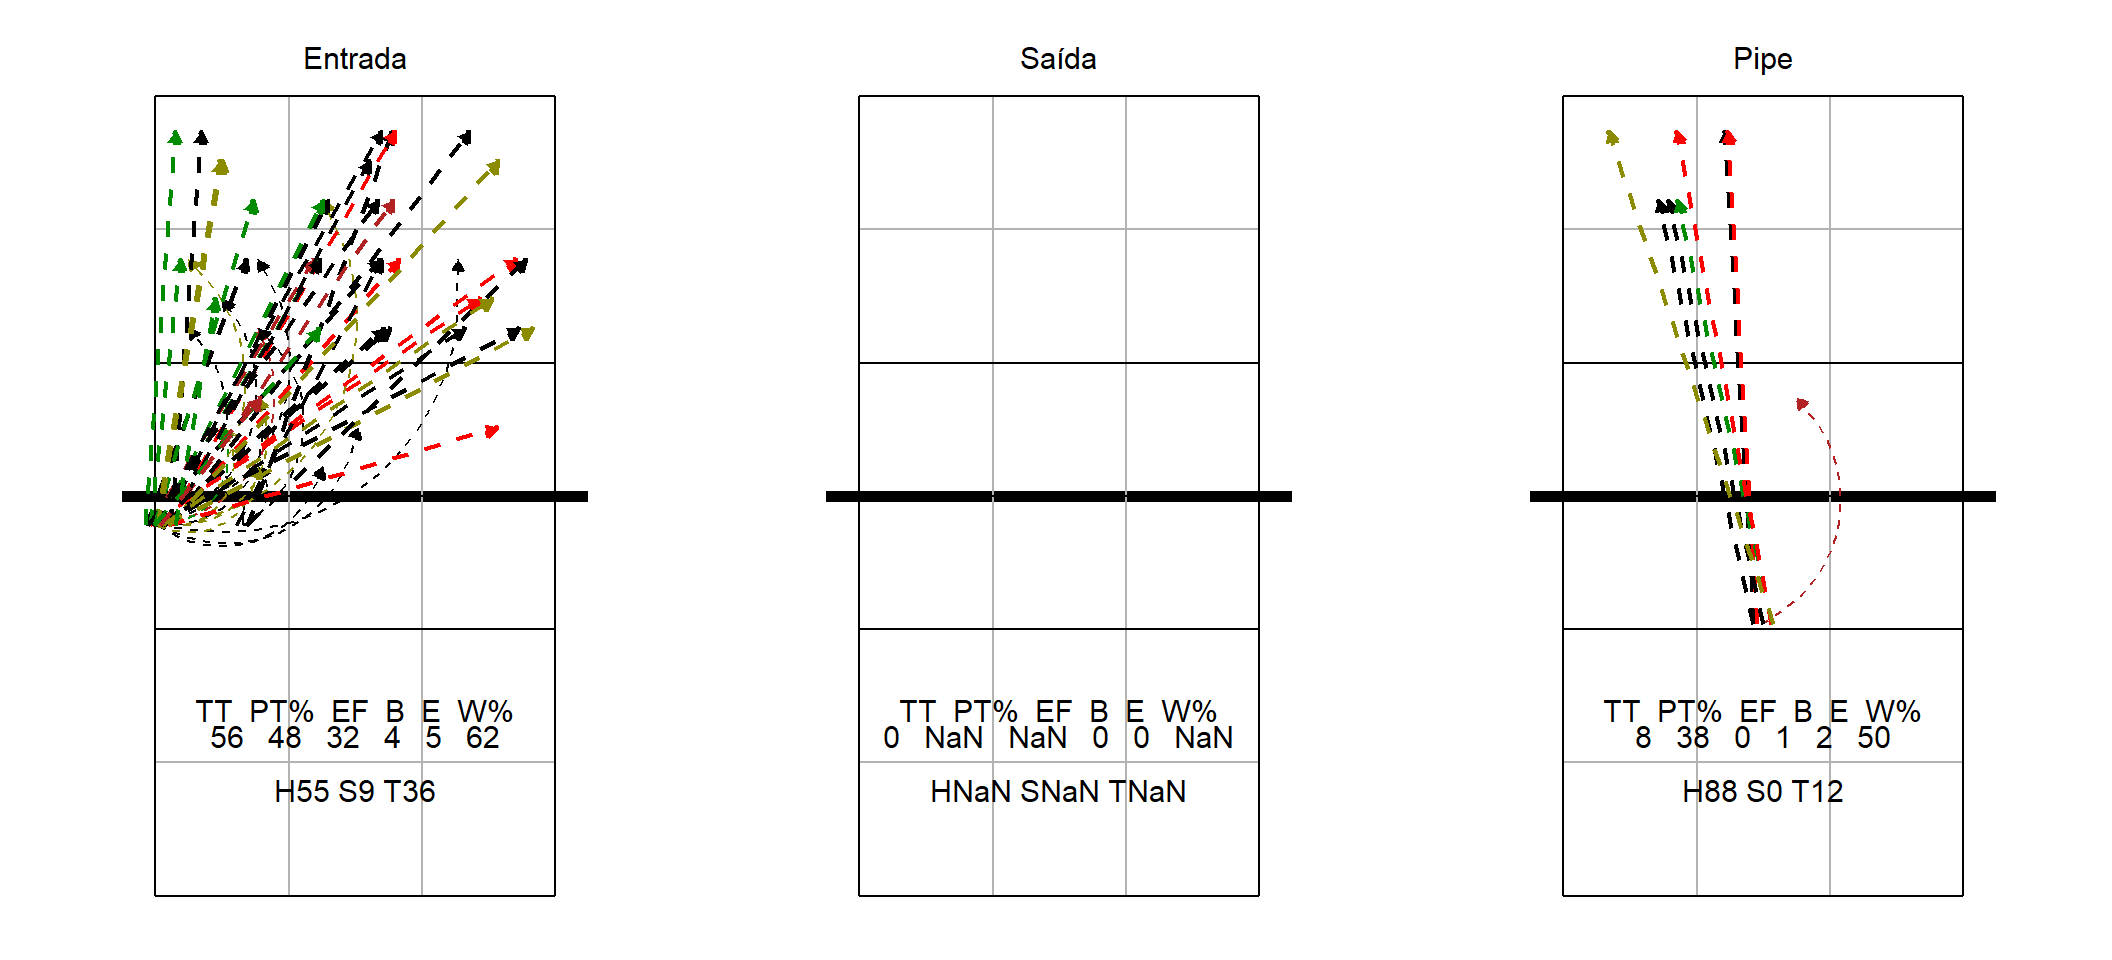 Entrada
TT PT% EF B E W%
56 48 32 4 5 62
H55 S9 T36
Saída
TT PT% EF B E W%
0 NaN NaN 0 0 NaN
HNaN SNaN TNaN
Pipe
TT PT% EF B E W%
8 38 0 1 2 50
H88 S0 T12